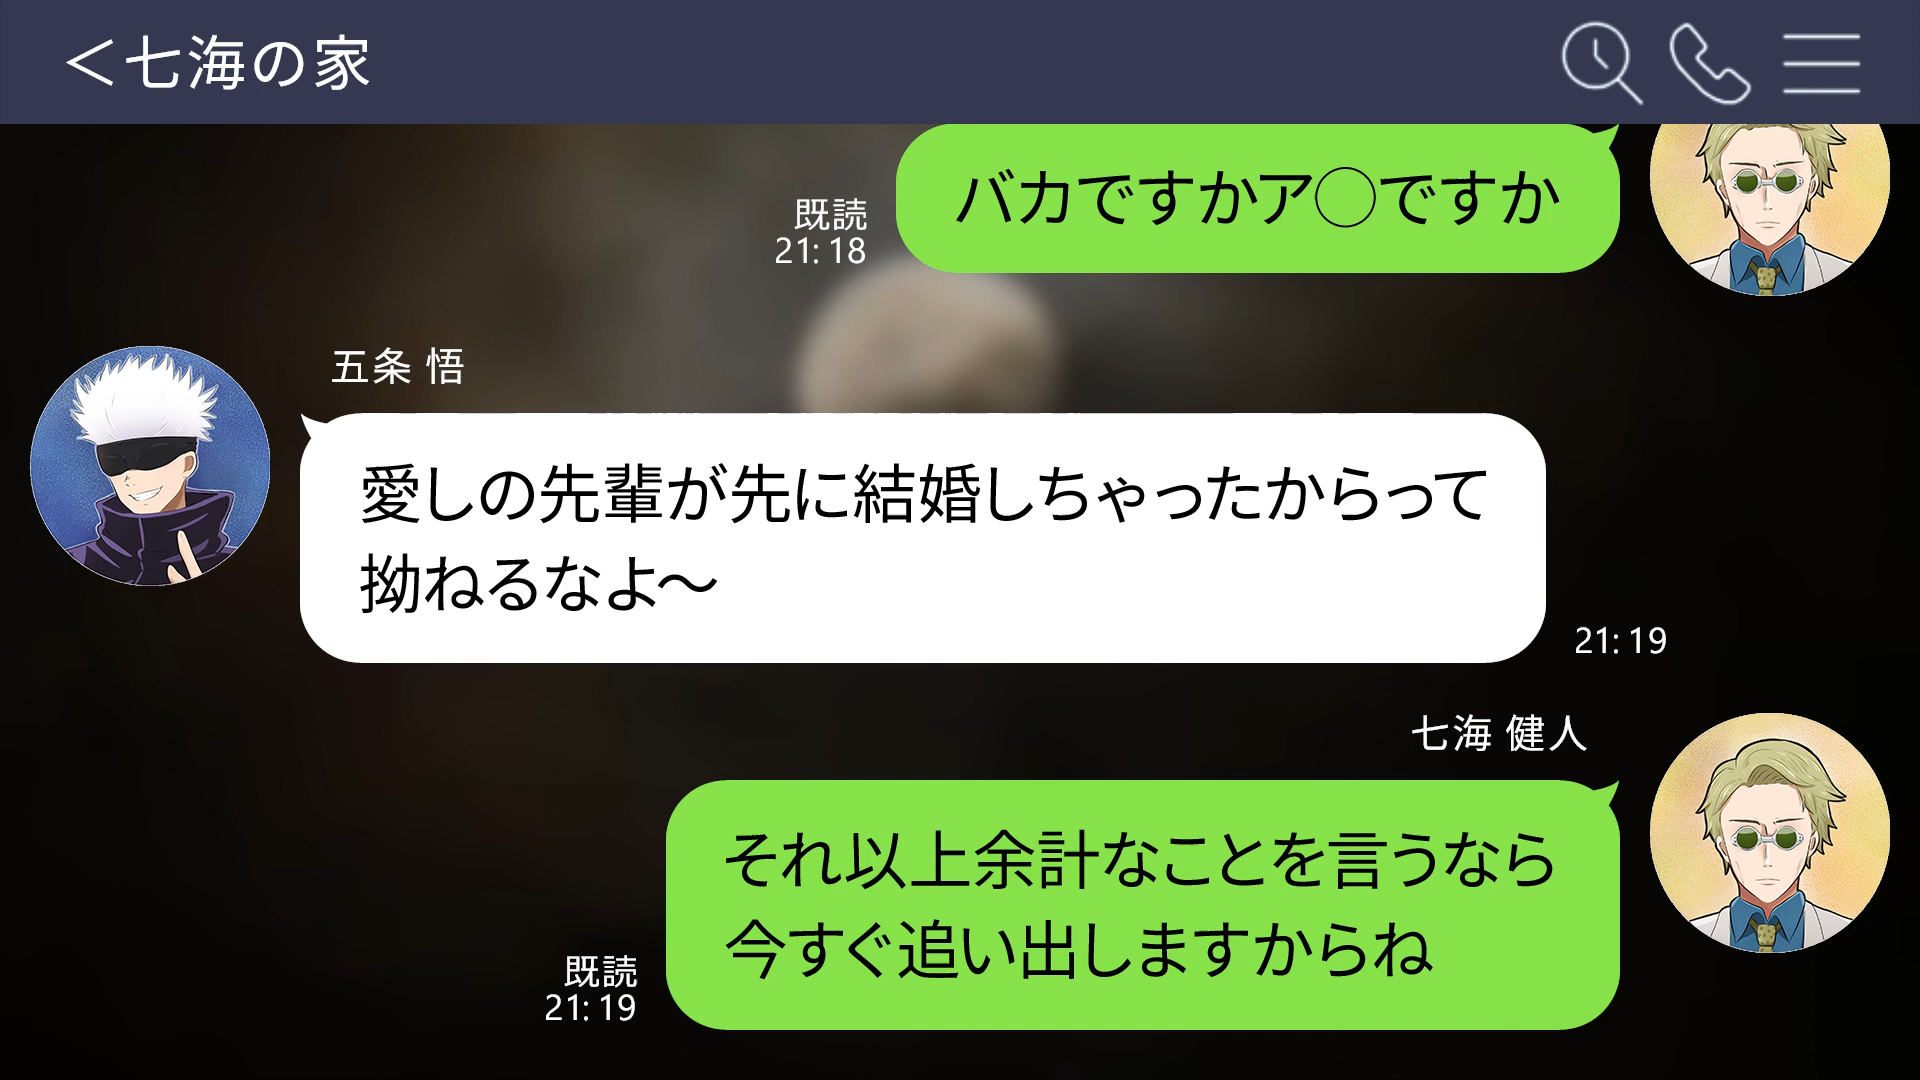 ＜七海の家
バカですかア◯ですか
既読
21:18
五条 悟
愛しの先輩が先に結婚しちゃったからって
拗ねるなよ～
21:19
七海 健人
それ以上余計なことを言うなら
今すぐ追い出しますからね
既読
21:19